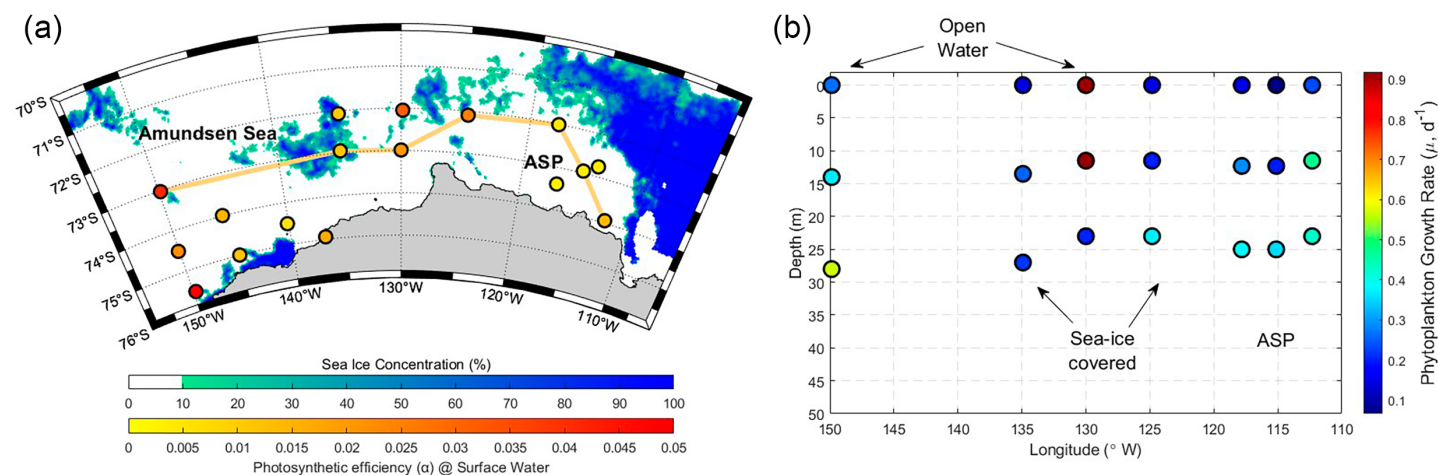 (a)
70°S
71°S
72°S
73°S
74°S
75°S
76°S
Amundsen Sea
ASP
150°W
140°W
130°W
120°W
110°W
Sea Ice Concentration (%)
0 10 20 30 40 50 60 70 80 90 100
0 0.005 0.01 0.015 0.02 0.025 0.03 0.035 0.04 0.045 0.05
Photosynthetic efficiency (α) @ Surface Water
(b)
Open
Water
0
5
10
15
20
25
30
35
40
45
50
Depth (m)
Sea-ice
covered
ASP
150 145 140 135 130 125 120 115 110
Longitude (° W)
0.9
0.8
0.7
0.6
0.5
0.4
0.3
0.2
0.1
Phytoplankton Growth Rate (μ, d⁻¹)